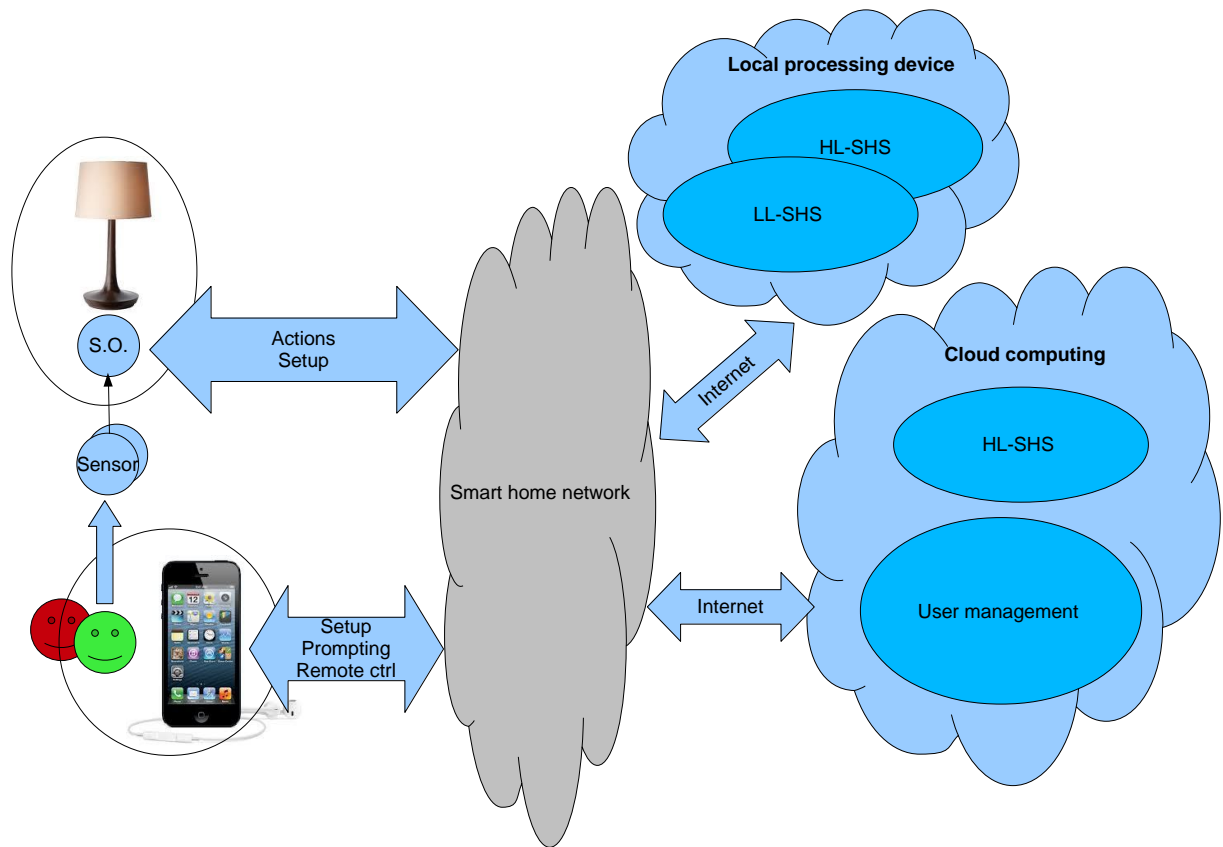 Local processing device
HL-SHS
LL-SHS
S.O.
Actions
Setup
Internet
Cloud computing
HL-SHS
Sensor
Smart home network
Internet
User management
Setup
Prompting
Remote ctrl